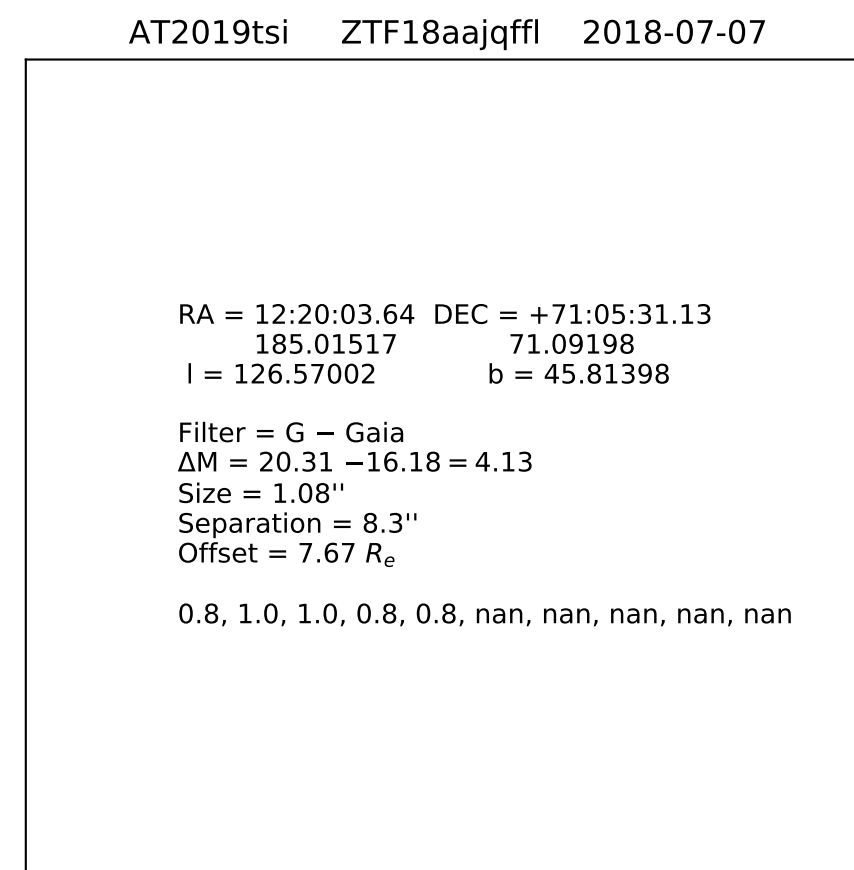 AT2019tsi ZTF18aajqffl 2018-07-07
RA = 12:20:03.64 DEC = +71:05:31.13
185.01517 71.09198
l = 126.57002 b = 45.81398
Filter = G − Gaia
ΔM = 20.31 −16.18 = 4.13
Size = 1.08''
Separation = 8.3''
Offset = 7.67 Re
0.8, 1.0, 1.0, 0.8, 0.8, nan, nan, nan, nan, nan